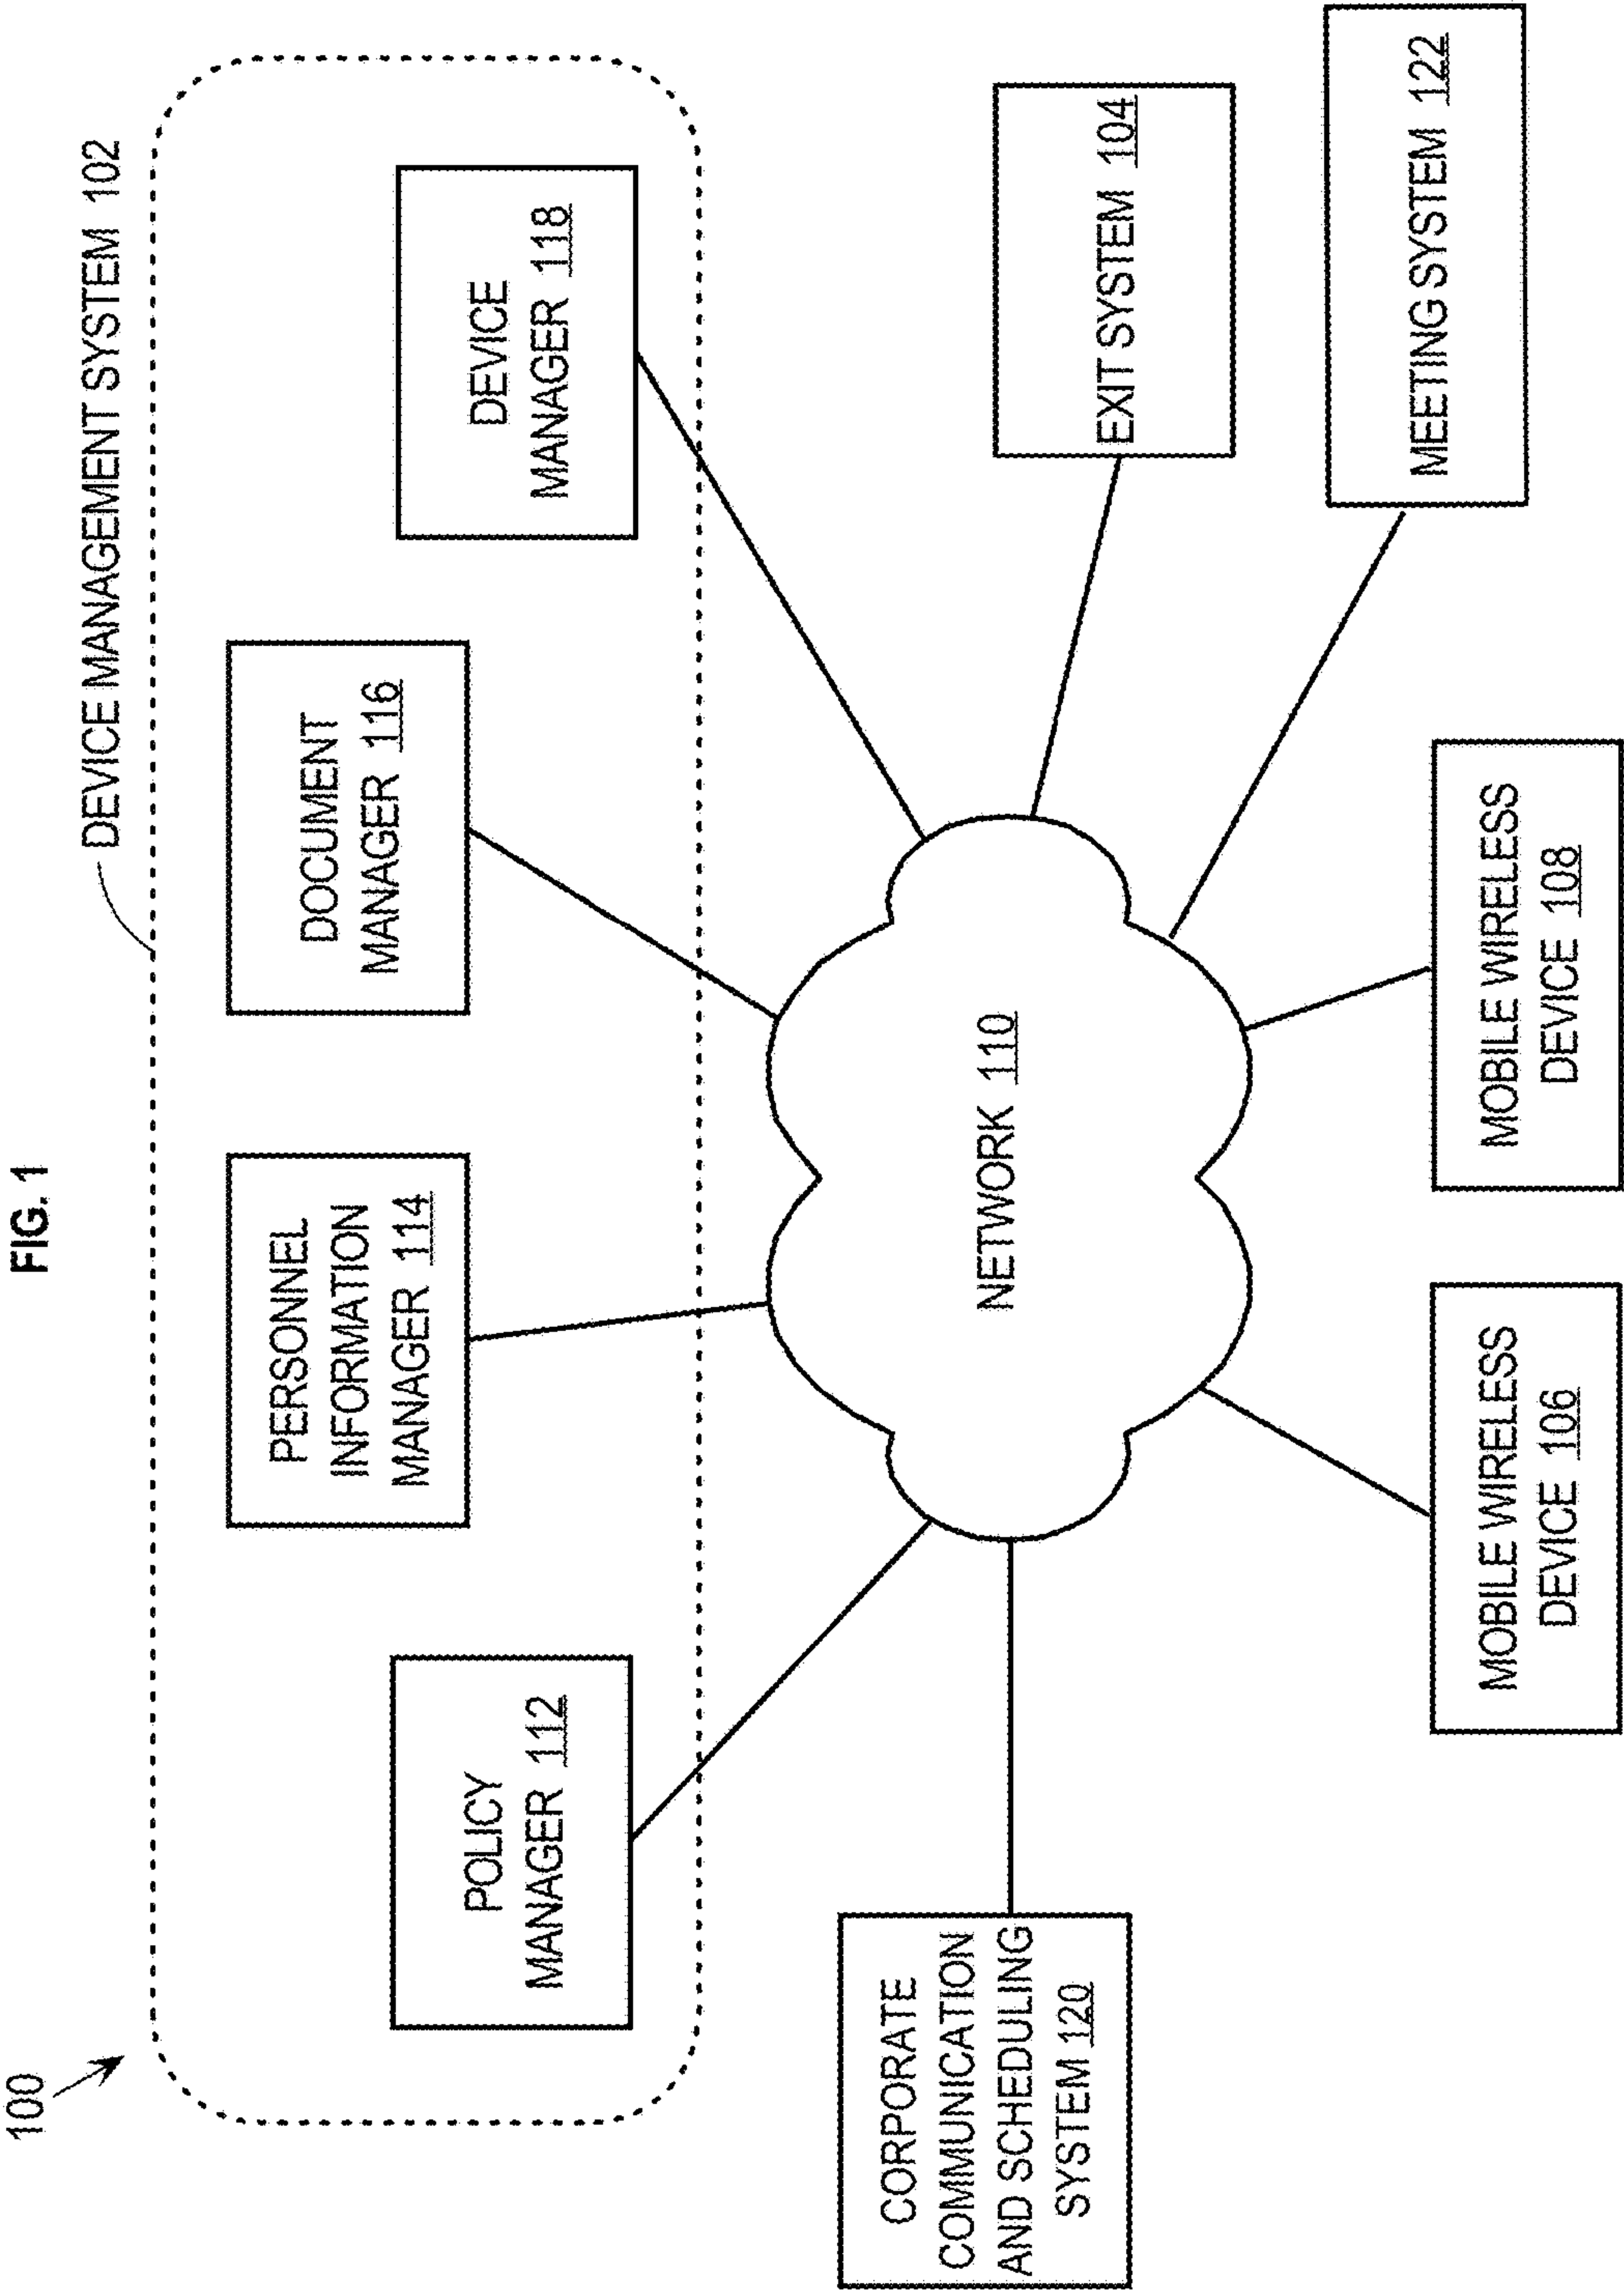 FIG. 1
100
DEVICE MANAGEMENT SYSTEM 102
POLICY
MANAGER 112
PERSONNEL
INFORMATION
MANAGER 114
DOCUMENT
MANAGER 116
DEVICE
MANAGER 118
CORPORATE
COMMUNICATION
AND SCHEDULING
SYSTEM 120
NETWORK 110
EXIT SYSTEM 104
MEETING SYSTEM 122
MOBILE WIRELESS
DEVICE 106
MOBILE WIRELESS
DEVICE 108